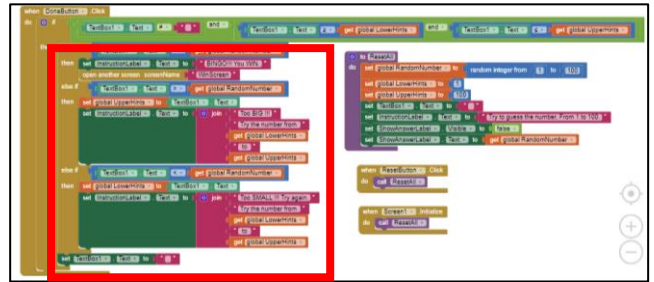 when DoneButton .Click
do if TextBox1 . Text ≠ " " and TextBox1 . Text ≥ get global LowerHints and TextBox1 . Text ≤ get global UpperHints
then TextBox1 . Text = get global RandomNumber
then set InstructionLabel . Text to " BINGO!!! You WIN. "
open another screen screenName " WinScreen "
else if TextBox1 . Text > get global RandomNumber
then set global UpperHints to TextBox1 . Text
set InstructionLabel . Text to join " Too BIG !!! "
" Try the number from "
get global LowerHints
" to "
get global UpperHints
else if TextBox1 . Text < get global RandomNumber
then set global LowerHints to TextBox1 . Text
set InstructionLabel . Text to join " Too SMALL !!! Try again. "
" Try the number from "
get global LowerHints
" to "
get global UpperHints
set TextBox1 . Text to " "
to ResetAll
do set global RandomNumber to random integer from 1 to 100
set global LowerHints to 1
set global UpperHints to 100
set TextBox1 . Text to " "
set InstructionLabel . Text to " Try to guess the number. From 1 to 100. "
set ShowAnswerLabel . Visible to false
set ShowAnswerLabel . Text to get global RandomNumber
when ResetButton .Click
do call ResetAll
when Screen1 .Initialize
do call ResetAll